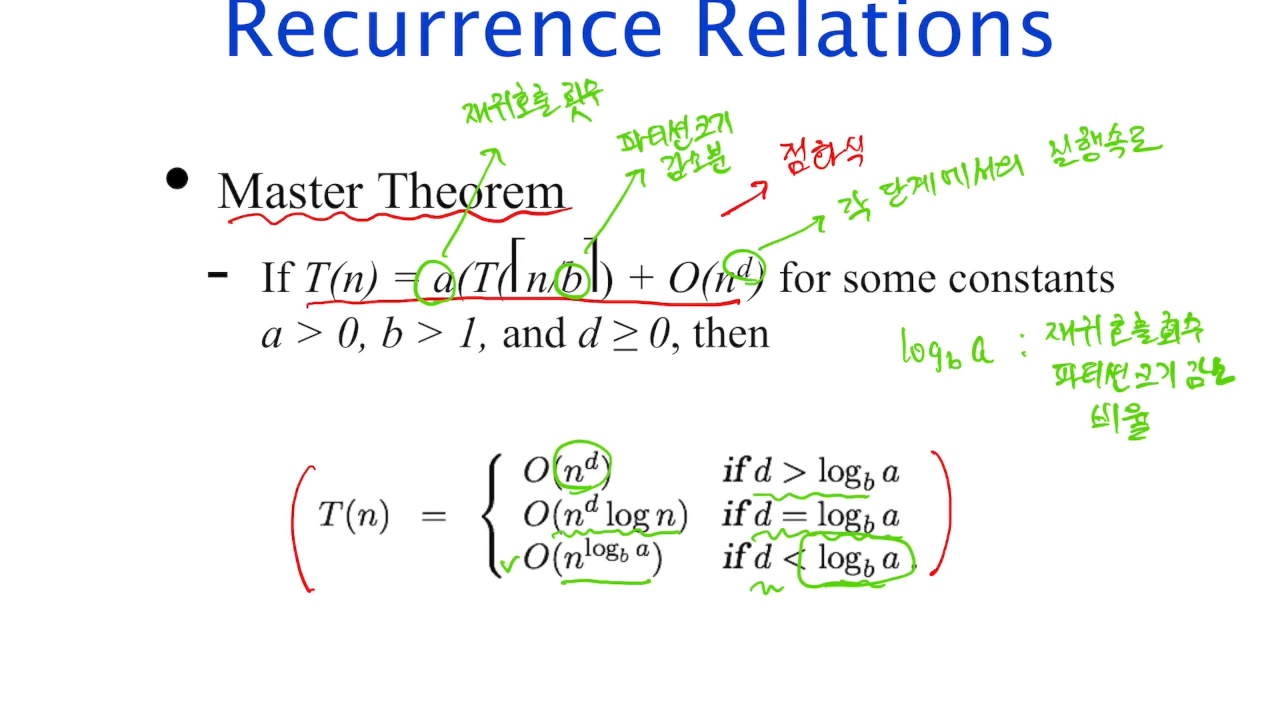 Recurrence Relations
재귀호출 횟수
파티션크기
감소분
점화식
각 단계에서의 실행속도
• Master Theorem
- If T(n) = a(T(⌈n/b⌉) + O(n^d) for some constants
a > 0, b > 1, and d ≥ 0, then
log_b a : 재귀호출회수
파티션크기감소
비율
T(n) = { O(n^d) if d > log_b a
O(n^d log n) if d = log_b a
O(n^{log_b a}) if d < log_b a.